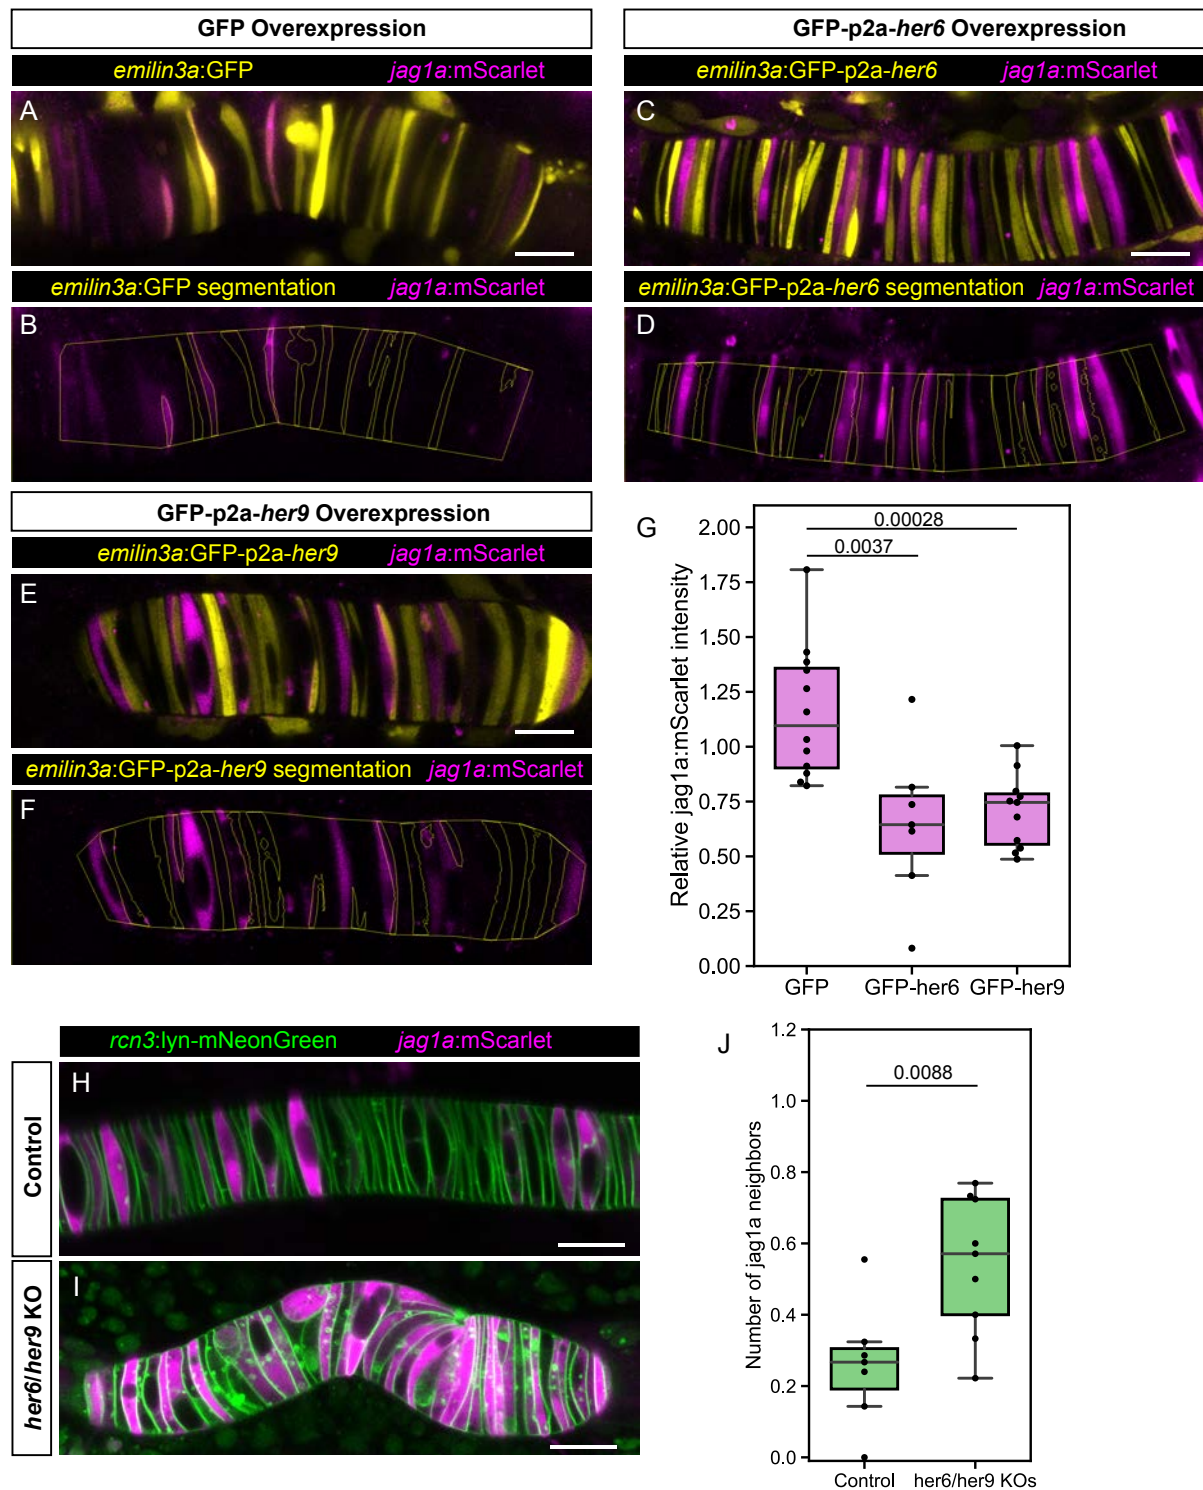 GFP Overexpression
emilin3a:GFP jag1a:mScarlet
A
emilin3a:GFP segmentation jag1a:mScarlet
B
GFP-p2a-her6 Overexpression
emilin3a:GFP-p2a-her6 jag1a:mScarlet
C
emilin3a:GFP-p2a-her6 segmentation jag1a:mScarlet
D
GFP-p2a-her9 Overexpression
emilin3a:GFP-p2a-her9 jag1a:mScarlet
E
emilin3a:GFP-p2a-her9 segmentation jag1a:mScarlet
F
G
Relative jag1a:mScarlet intensity
2.00
1.75
1.50
1.25
1.00
0.75
0.50
0.25
0.00
0.00028
0.0037
GFP GFP-her6 GFP-her9
rcn3:lyn-mNeonGreen jag1a:mScarlet
Control
H
her6/her9 KO
I
J
Number of jag1a neighbors
1.2
1.0
0.8
0.6
0.4
0.2
0.0
0.0088
Control her6/her9 KOs